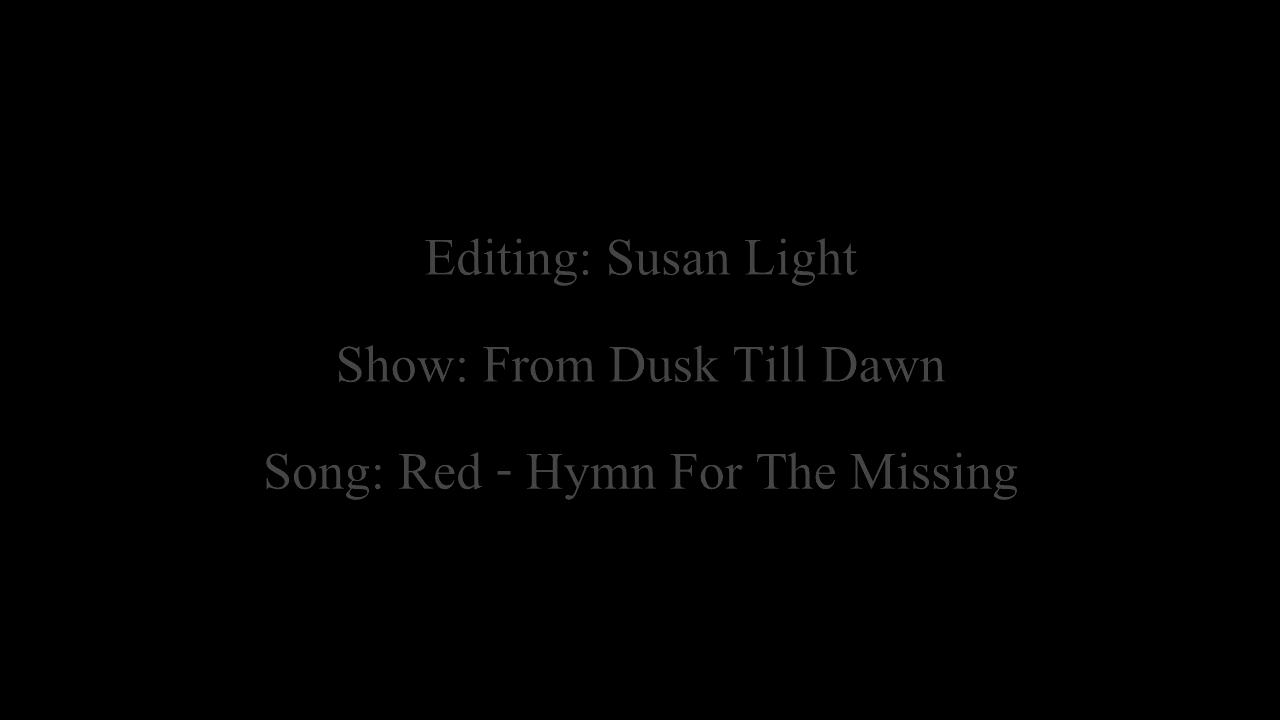 Editing: Susan Light
Show: From Dusk Till Dawn
Song: Red - Hymn For The Missing